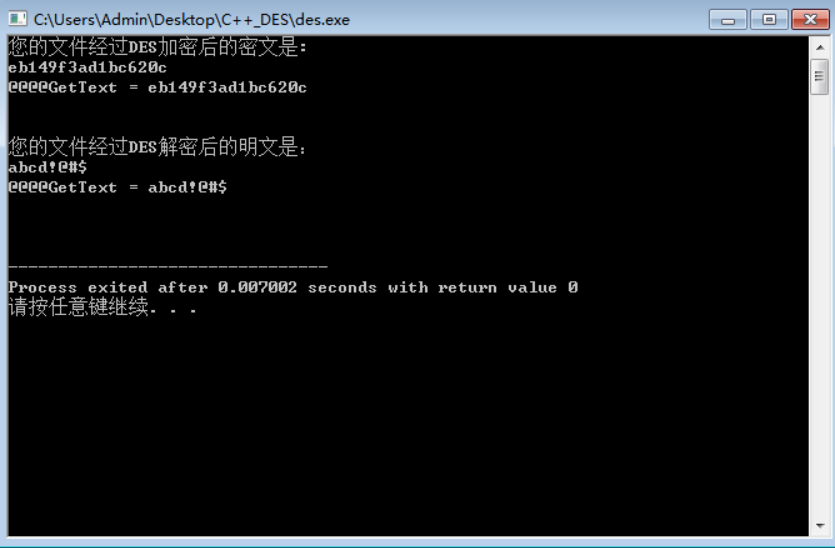 C:\Users\Admin\Desktop\C++_DES\des.exe
您的文件经过DES加密后的密文是:
eb149f3ad1bc620c
@@@@GetText = eb149f3ad1bc620c
您的文件经过DES解密后的明文是:
abcd!@#$
@@@@GetText = abcd!@#$
--------------------------------
Process exited after 0.007002 seconds with return value 0
请按任意键继续. . .